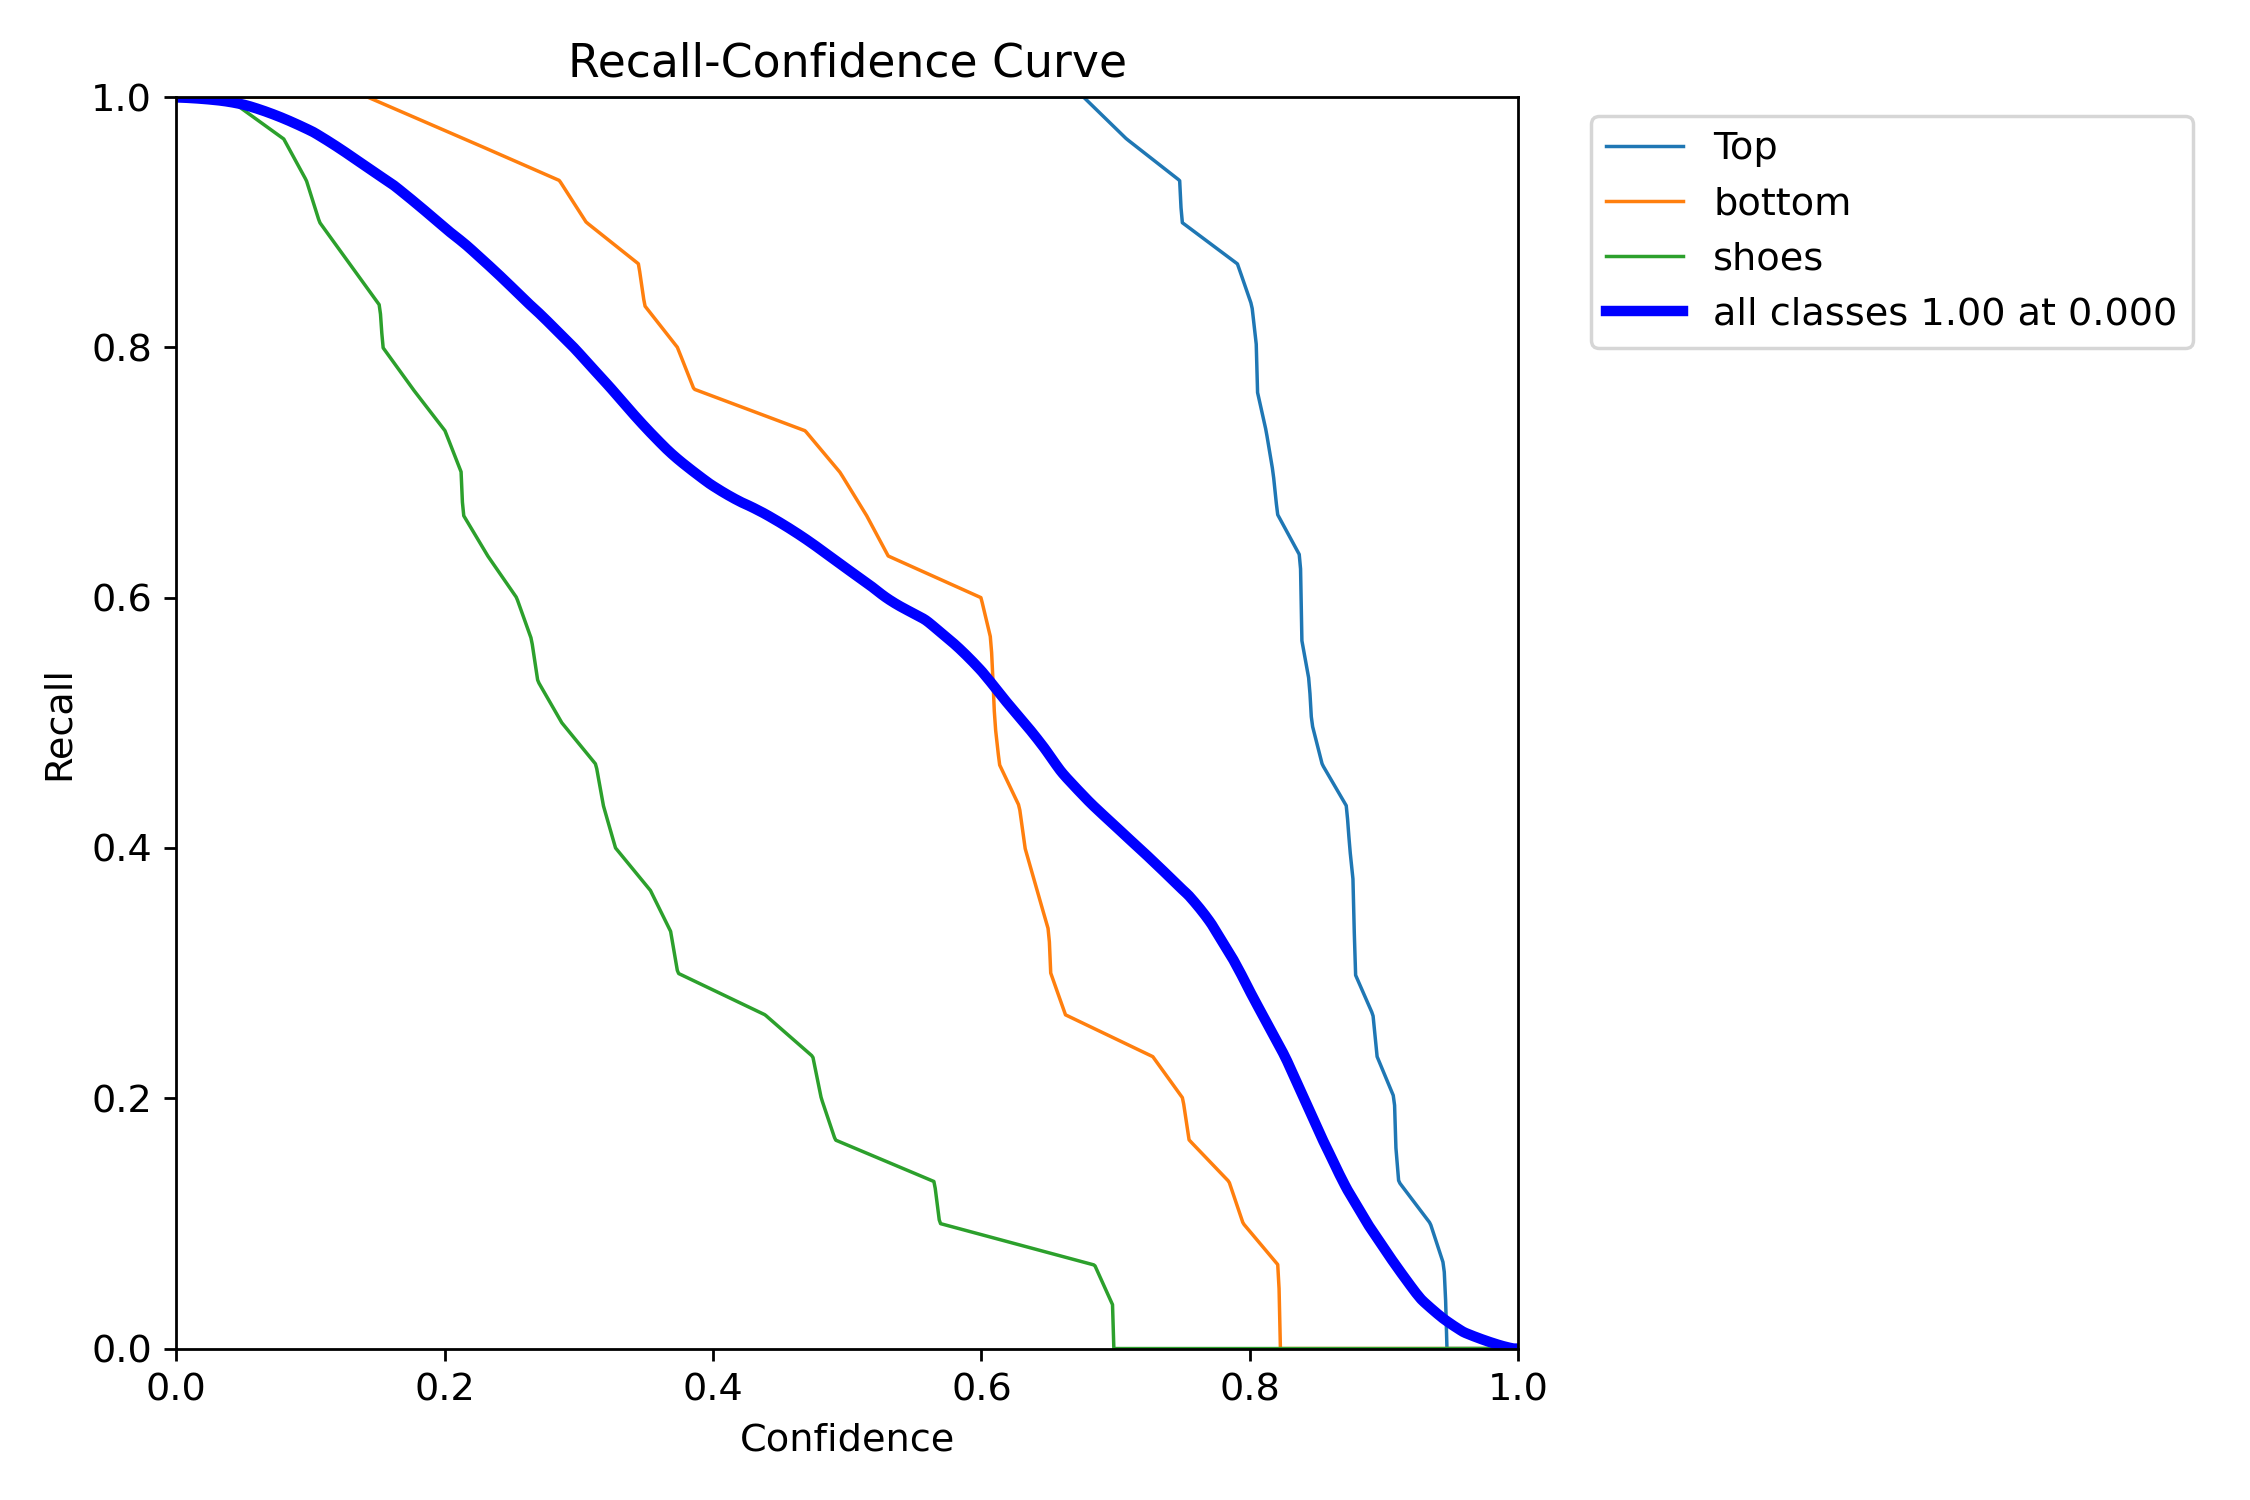 Recall-Confidence Curve
1.0
0.8
0.6
0.4
0.2
0.0
Recall
0.0 0.2 0.4 0.6 0.8 1.0
Confidence
Top
bottom
shoes
all classes 1.00 at 0.000